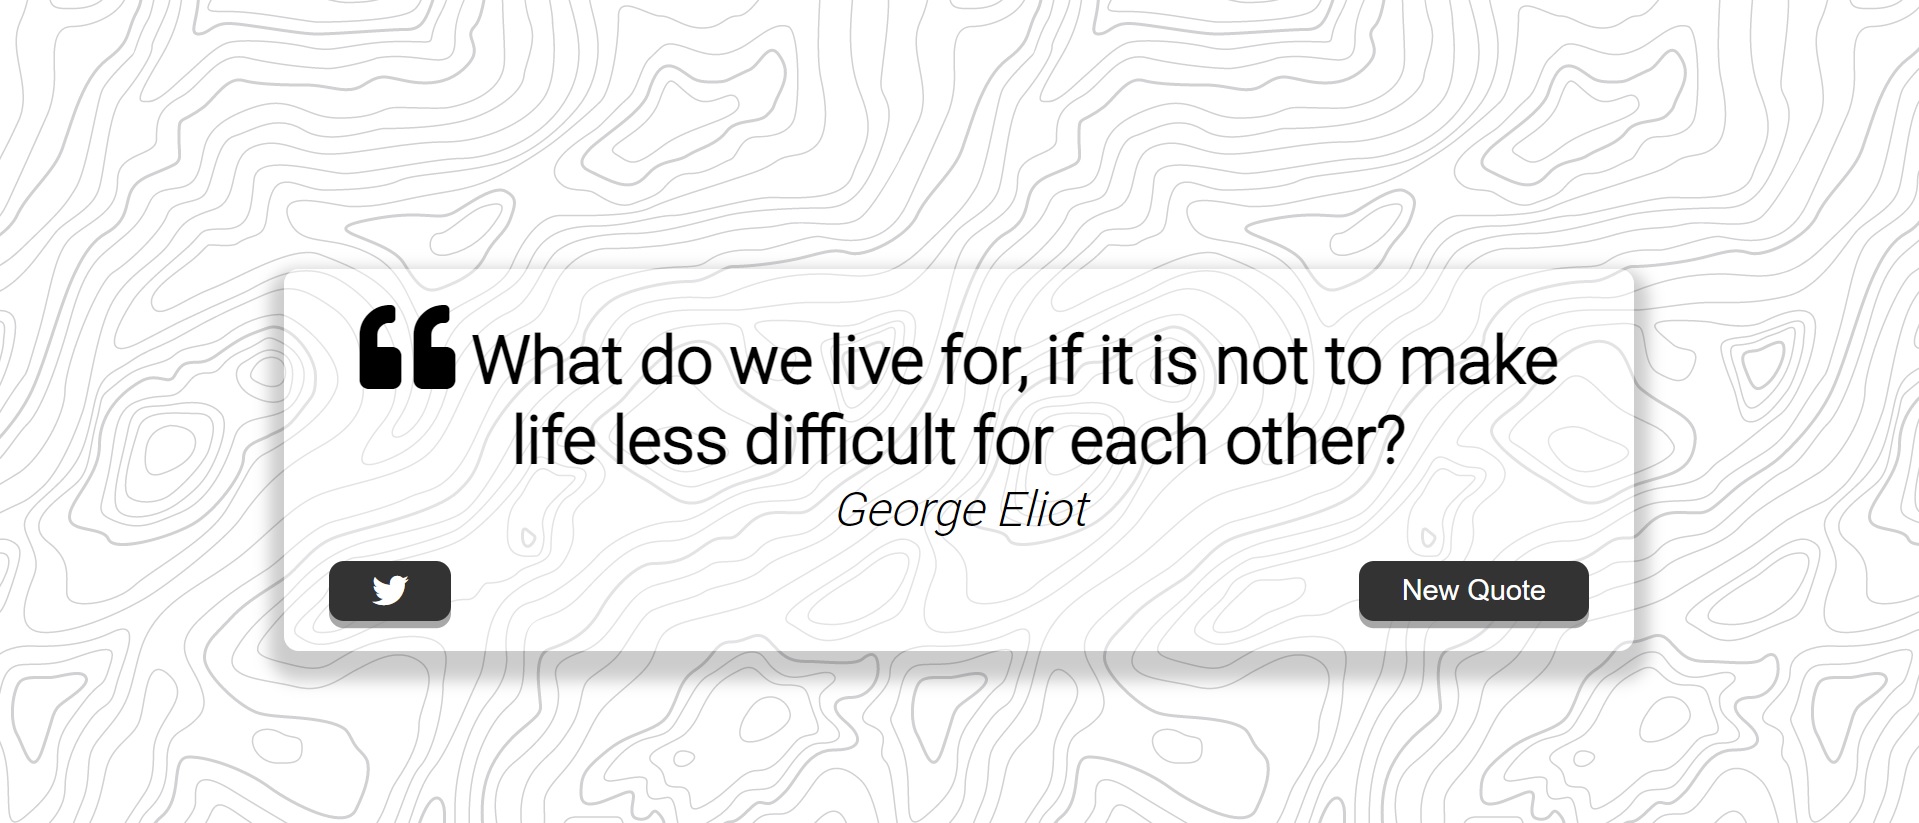 ❝ What do we live for, if it is not to make
life less difficult for each other?
George Eliot
New Quote